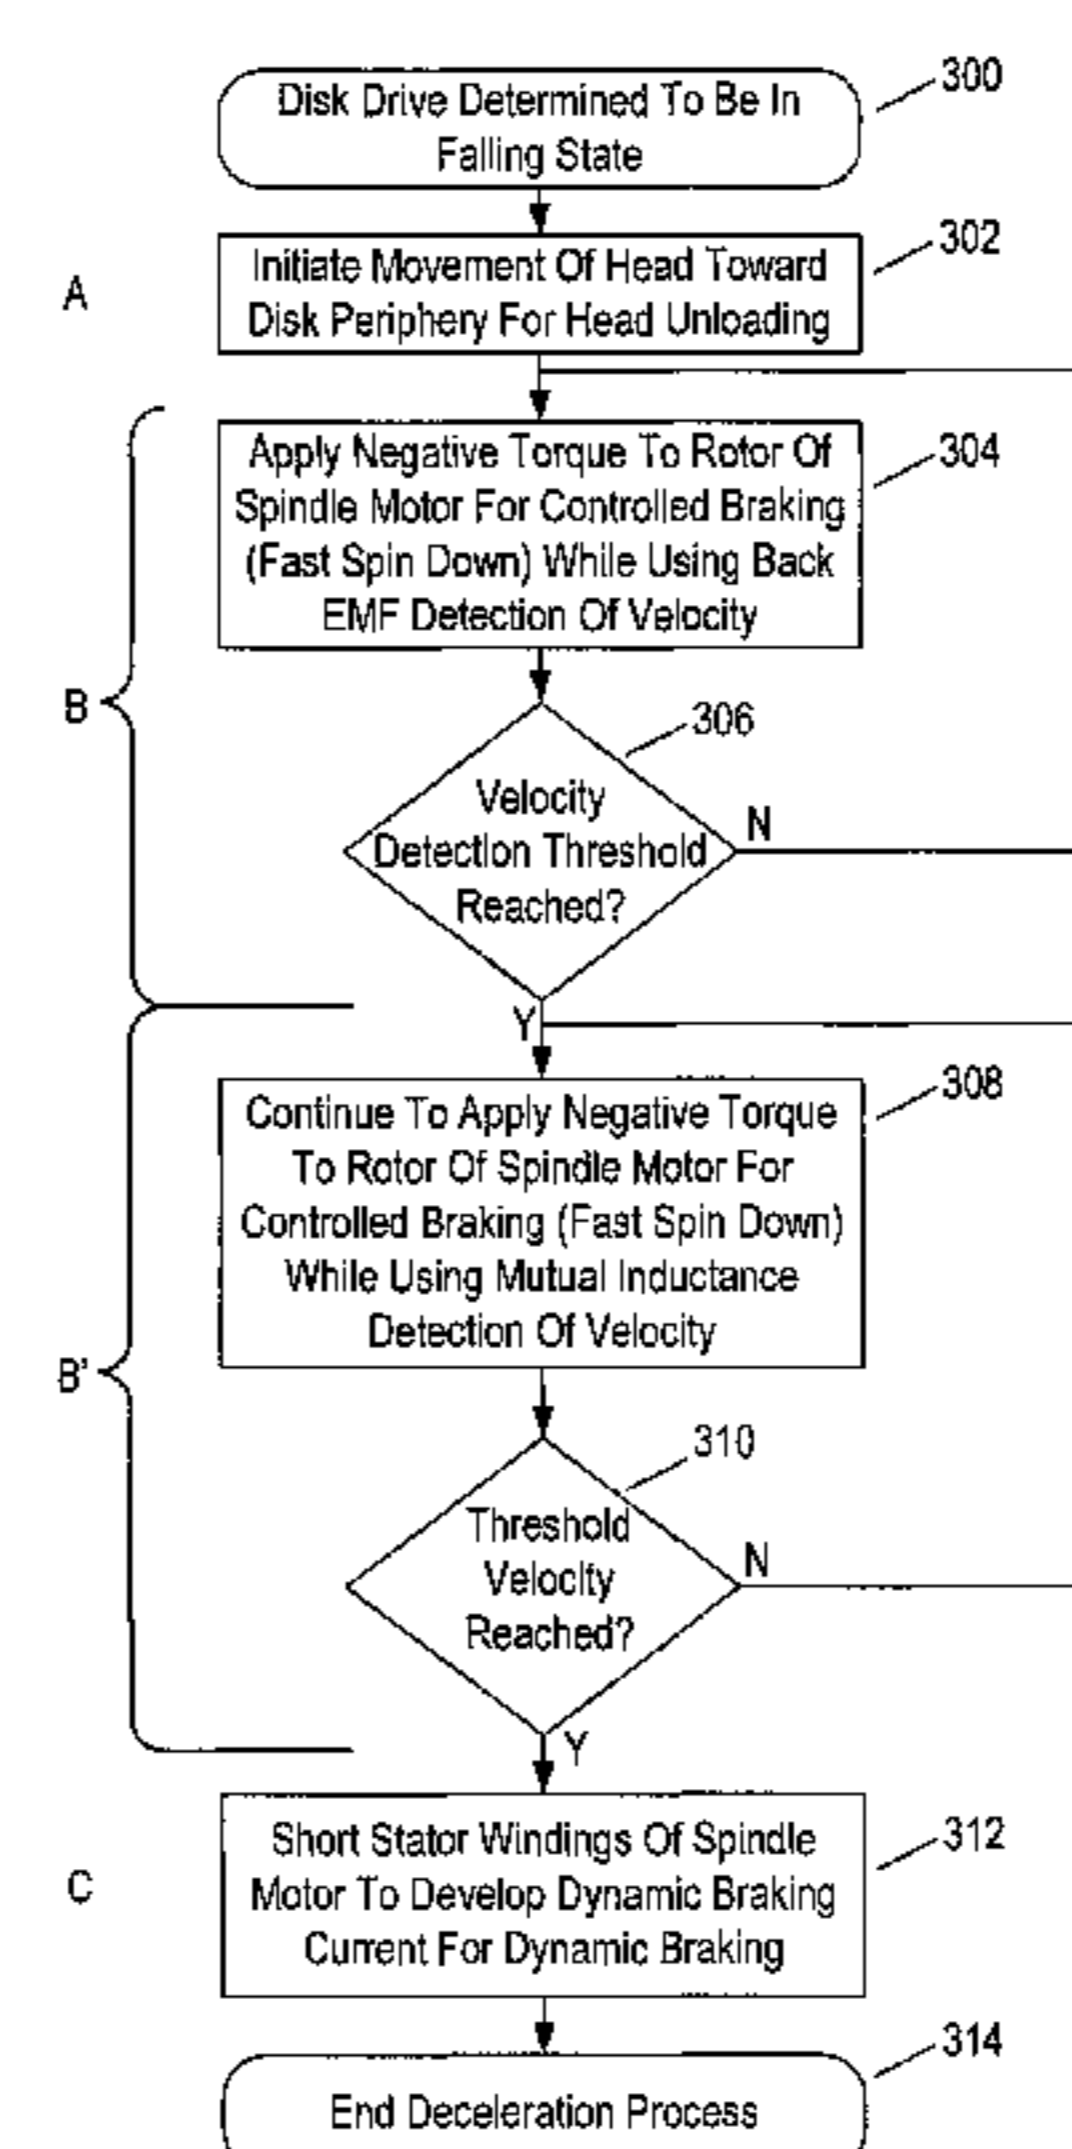 300
Disk Drive Determined To Be In
Falling State
302
A
Initiate Movement Of Head Toward
Disk Periphery For Head Unloading
304
Apply Negative Torque To Rotor Of
Spindle Motor For Controlled Braking
(Fast Spin Down) While Using Back
EMF Detection Of Velocity
B
306
Velocity
Detection Threshold
Reached?
N
Y
308
Continue To Apply Negative Torque
To Rotor Of Spindle Motor For
Controlled Braking (Fast Spin Down)
While Using Mutual Inductance
Detection Of Velocity
B'
310
Threshold
Velocity
Reached?
N
Y
312
C
Short Stator Windings Of Spindle
Motor To Develop Dynamic Braking
Current For Dynamic Braking
314
End Deceleration Process